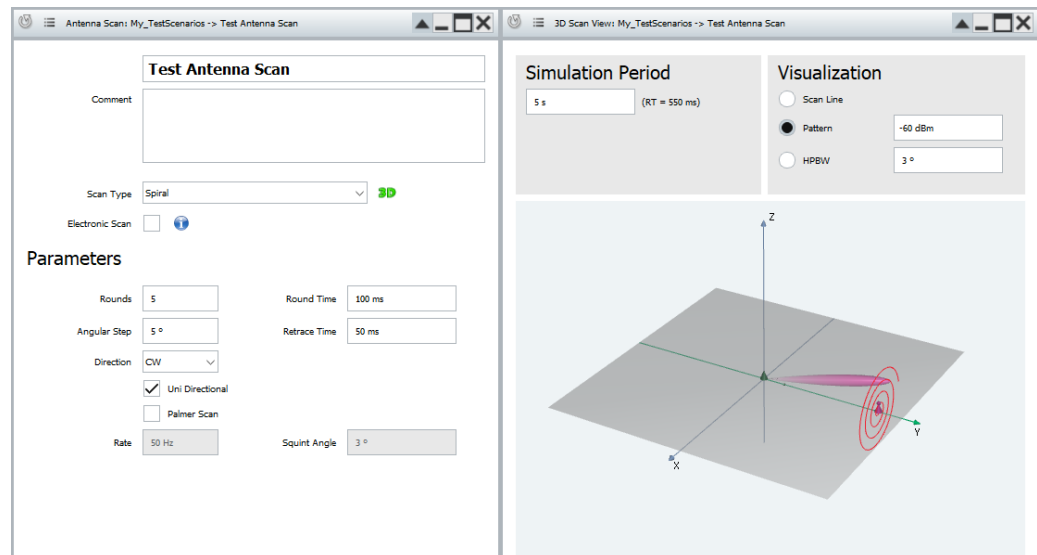 Antenna Scan: My_TestScenarios -> Test Antenna Scan
Test Antenna Scan
Comment
Scan Type
Spiral
3D
Electronic Scan
i
Parameters
Rounds
5
Round Time
100 ms
Angular Step
5 º
Retrace Time
50 ms
Direction
CW
Uni Directional
Palmer Scan
Rate
50 Hz
Squint Angle
3 º
3D Scan View: My_TestScenarios -> Test Antenna Scan
Simulation Period
5 s
(RT = 550 ms)
Visualization
Scan Line
Pattern
-60 dBm
HPBW
3 º
Z
Y
X